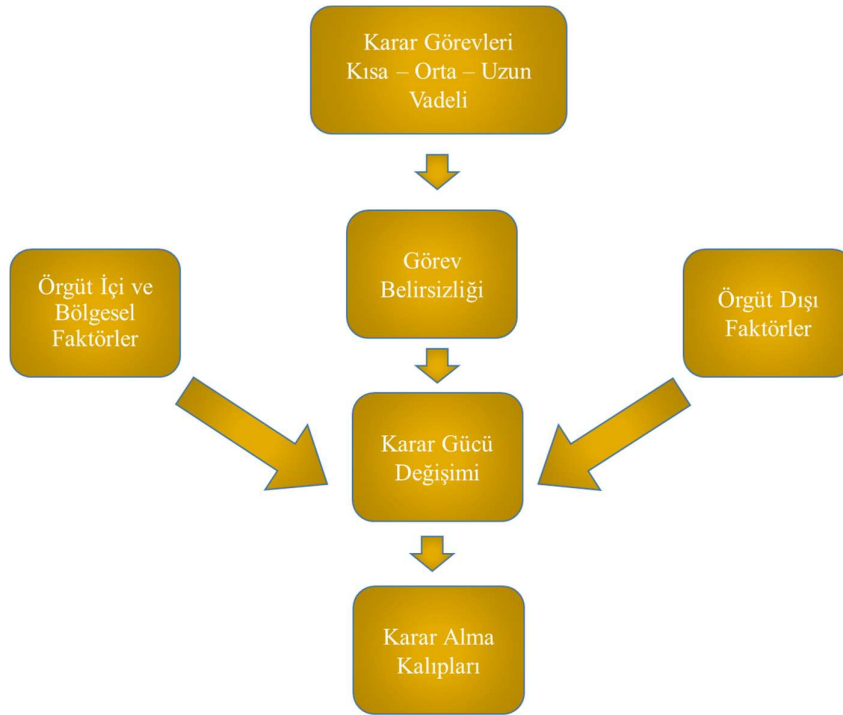 Karar Görevleri
Kısa – Orta – Uzun
Vadeli
Görev
Belirsizliği
Örgüt İçi ve
Bölgesel
Faktörler
Örgüt Dışı
Faktörler
Karar Gücü
Değişimi
Karar Alma
Kalıpları